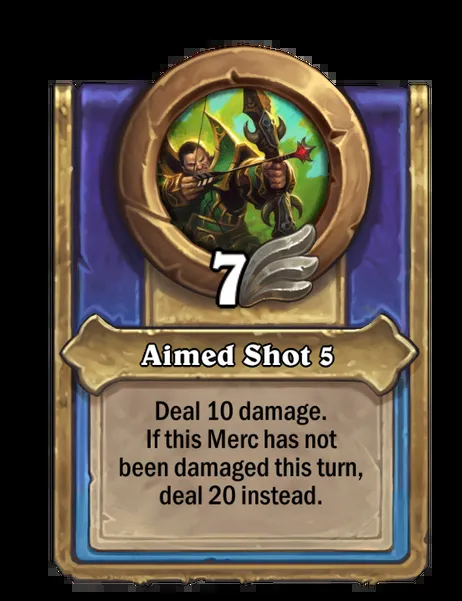 7
Aimed Shot 5
Deal 10 damage.
If this Merc has not
been damaged this turn,
deal 20 instead.